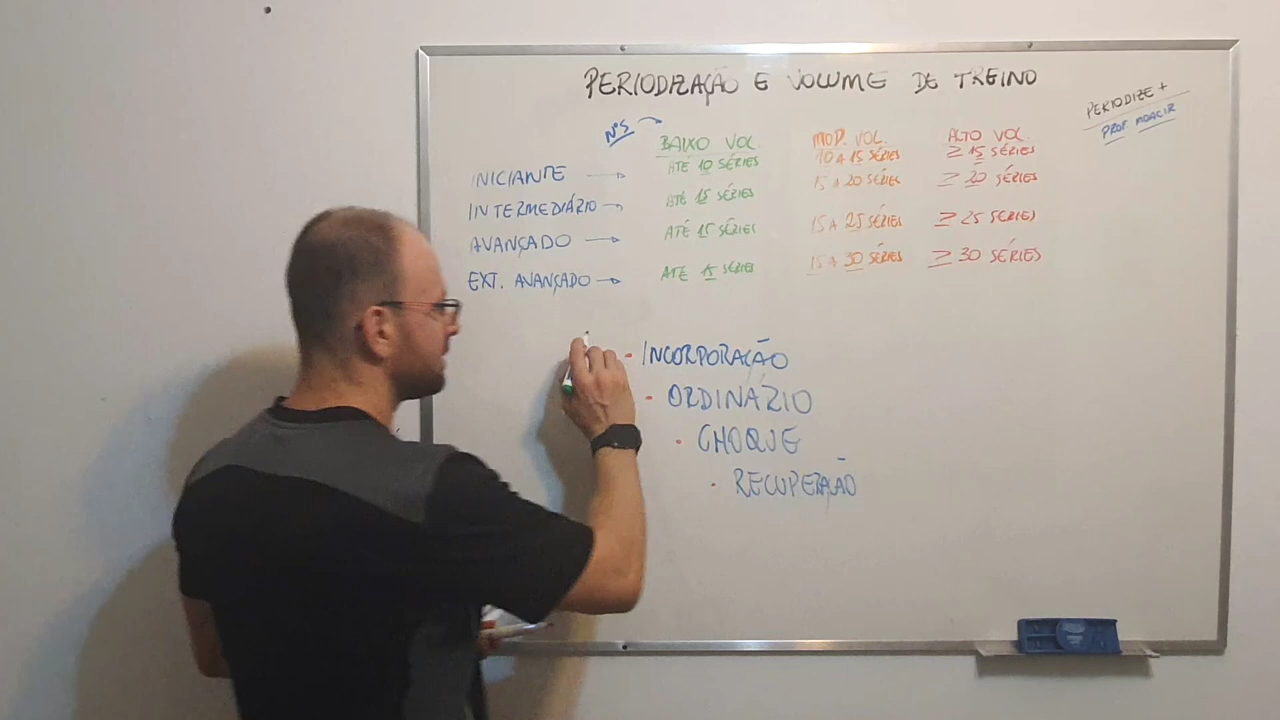 PERIODIZAÇÃO E VOLUME DE TREINO
PERIODIZE +
PROF. MOACIR
NºS
BAIXO VOL. MOD. VOL. ALTO VOL.
INICIANTE ATÉ 10 SÉRIES 10 A 15 SÉRIES ≥ 15 SÉRIES
INTERMEDIÁRIO ATÉ 15 SÉRIES 15 A 20 SÉRIES ≥ 20 SÉRIES
AVANÇADO ATÉ 15 SÉRIES 15 A 25 SÉRIES ≥ 25 SÉRIES
EXT. AVANÇADO ATÉ 15 SÉRIES 15 A 30 SÉRIES ≥ 30 SÉRIES
• INCORPORAÇÃO
• ORDINÁRIO
• CHOQUE
• RECUPERAÇÃO